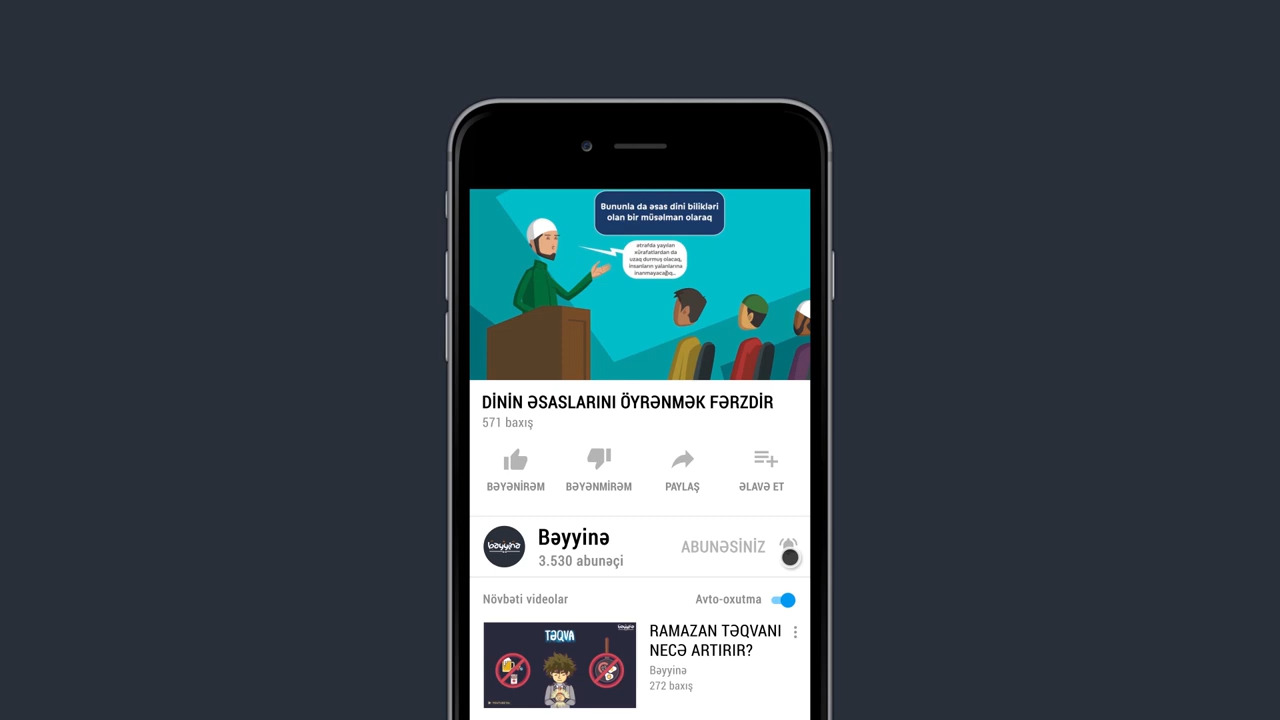 Bununla da əsas dini bilikləri
olan bir müsəlman olaraq
ətrafda yayılan
xürafatlardan da
uzaq durmuş olacaq,
insanların yalanlarına
inanmayacağıq...
DİNİN ƏSASLARINI ÖYRƏNMƏK FƏRZDİR
571 baxış
BƏYƏNİRƏM BƏYƏNMİRƏM PAYLAŞ ƏLAVƏ ET
bəyyinə
Bəyyinə
3.530 abunəçi
ABUNƏSİNİZ
Növbəti videolar
Avto-oxutma
bəyyinə
TƏQVA
RAMAZAN TƏQVANI
NECƏ ARTIRIR?
Bəyyinə
272 baxış